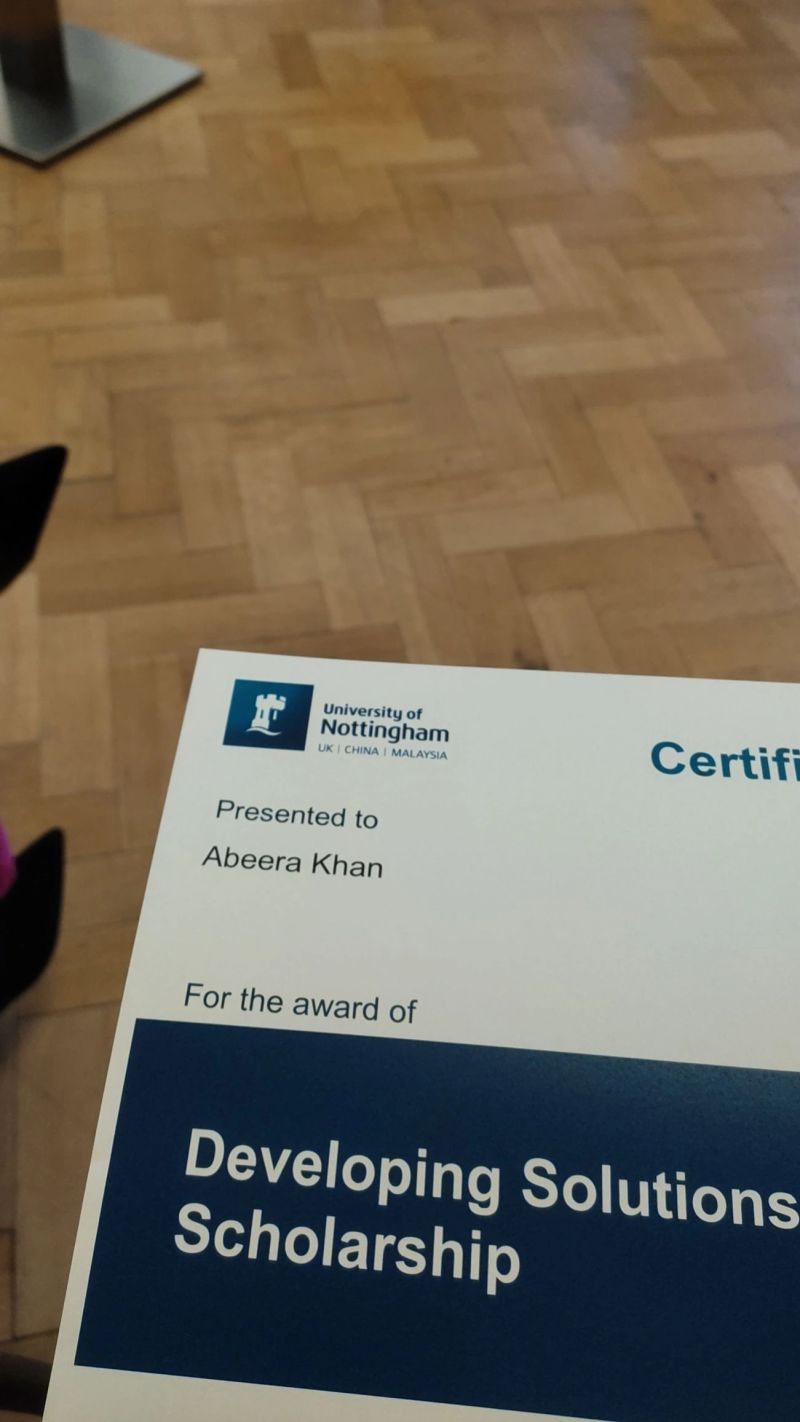 University of
Nottingham
UK | CHINA | MALAYSIA
Presented to
Abeera Khan
For the award of
Developing Solutions
Scholarship